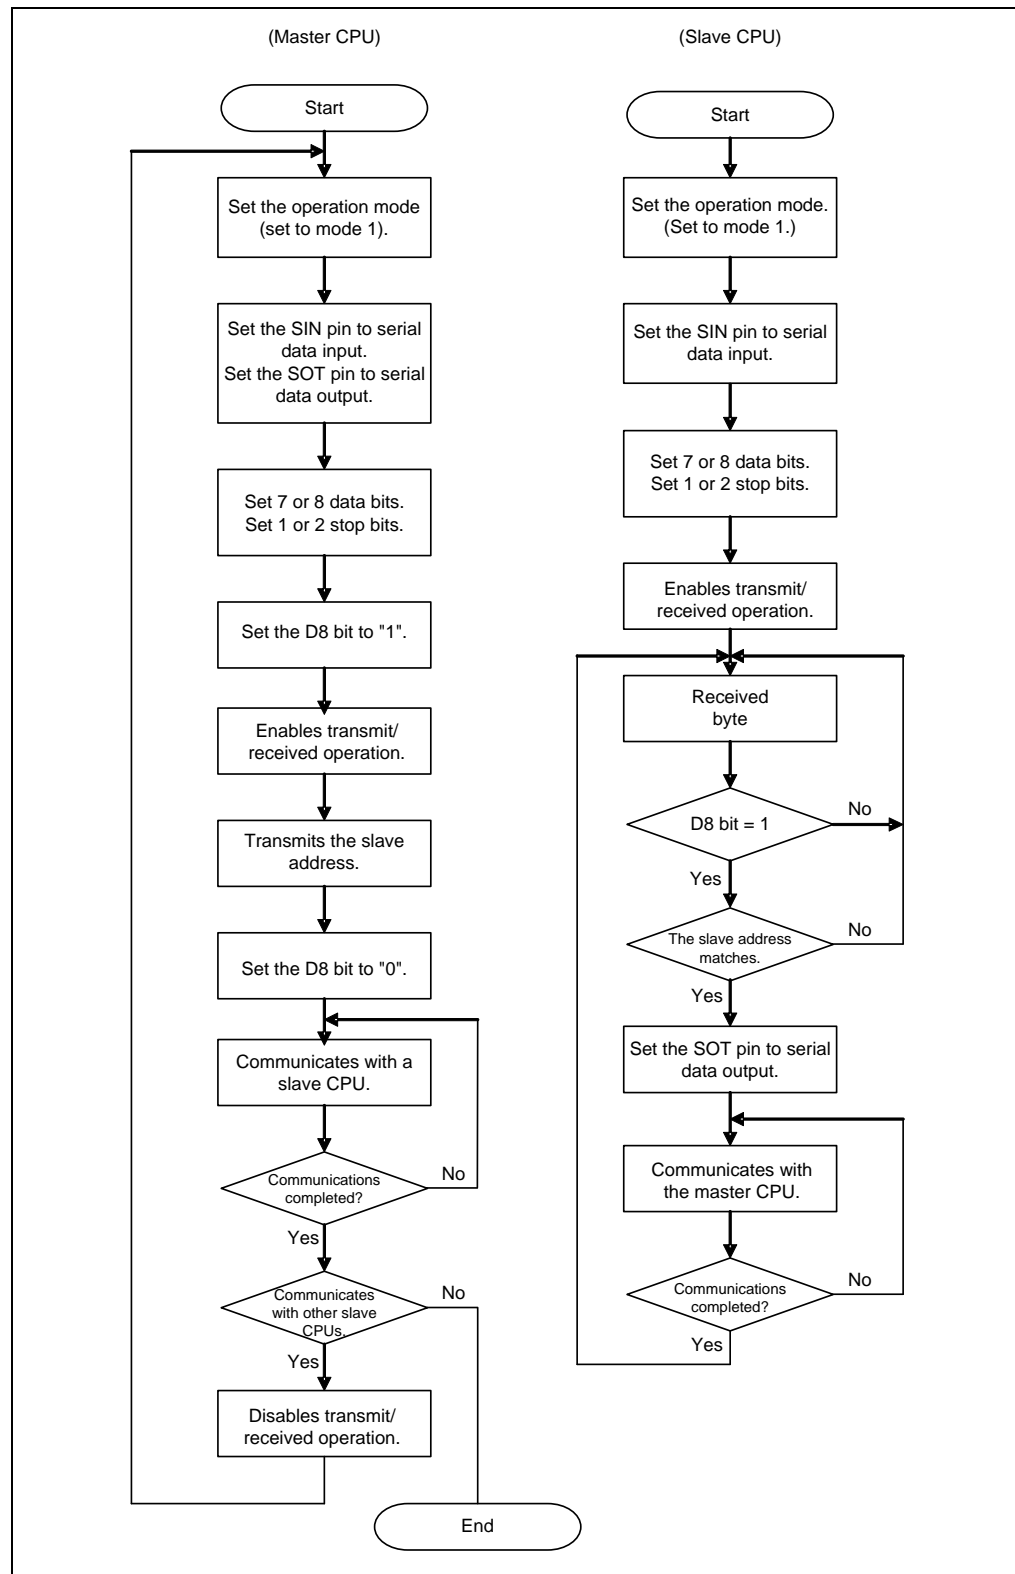 (Master CPU)
Start
Set the operation mode
(set to mode 1).
Set the SIN pin to serial
data input.
Set the SOT pin to serial
data output.
Set 7 or 8 data bits.
Set 1 or 2 stop bits.
Set the D8 bit to "1".
Enables transmit/
received operation.
Transmits the slave
address.
Set the D8 bit to "0".
Communicates with a
slave CPU.
Communications
completed?
No
Yes
Communicates
with other slave
CPUs.
No
Yes
Disables transmit/
received operation.
End
(Slave CPU)
Start
Set the operation mode.
(Set to mode 1.)
Set the SIN pin to serial
data input.
Set 7 or 8 data bits.
Set 1 or 2 stop bits.
Enables transmit/
received operation.
Received
byte
D8 bit = 1
No
Yes
The slave address
matches.
No
Yes
Set the SOT pin to serial
data output.
Communicates with
the master CPU.
Communications
completed?
No
Yes